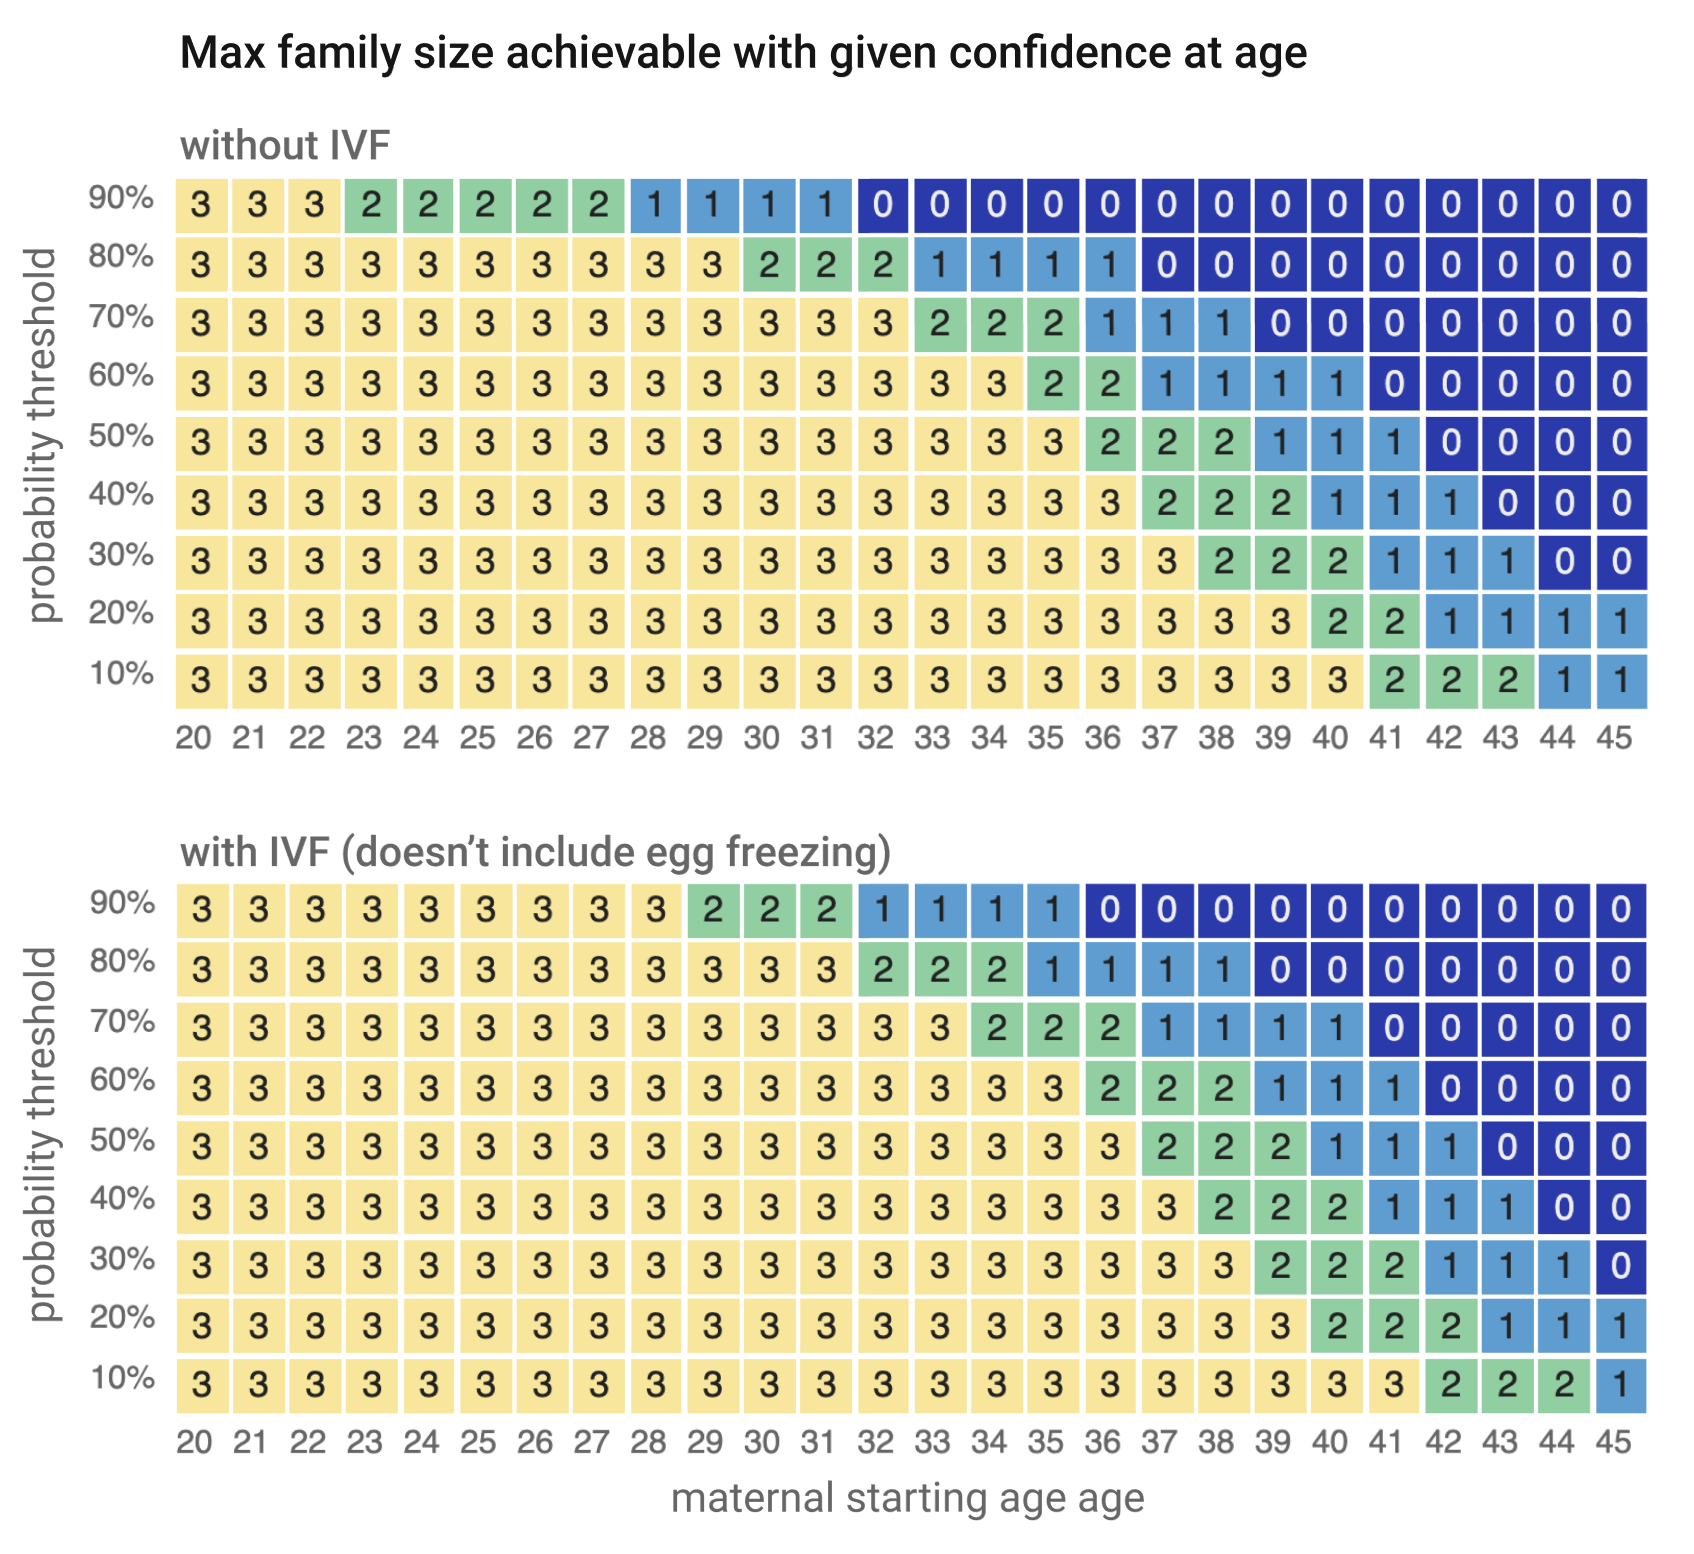 Max family size achievable with given confidence at age
without IVF
probability threshold
90% 3 3 3 2 2 2 2 2 1 1 1 1 0 0 0 0 0 0 0 0 0 0 0 0 0 0
80% 3 3 3 3 3 3 3 3 3 3 2 2 2 1 1 1 1 0 0 0 0 0 0 0 0 0
70% 3 3 3 3 3 3 3 3 3 3 3 3 3 2 2 2 1 1 1 0 0 0 0 0 0 0
60% 3 3 3 3 3 3 3 3 3 3 3 3 3 3 3 2 2 1 1 1 1 0 0 0 0 0
50% 3 3 3 3 3 3 3 3 3 3 3 3 3 3 3 3 2 2 2 1 1 1 0 0 0 0
40% 3 3 3 3 3 3 3 3 3 3 3 3 3 3 3 3 3 2 2 2 1 1 1 0 0 0
30% 3 3 3 3 3 3 3 3 3 3 3 3 3 3 3 3 3 3 2 2 2 1 1 1 0 0
20% 3 3 3 3 3 3 3 3 3 3 3 3 3 3 3 3 3 3 3 3 2 2 1 1 1 1
10% 3 3 3 3 3 3 3 3 3 3 3 3 3 3 3 3 3 3 3 3 3 2 2 2 1 1
20 21 22 23 24 25 26 27 28 29 30 31 32 33 34 35 36 37 38 39 40 41 42 43 44 45
with IVF (doesn't include egg freezing)
probability threshold
90% 3 3 3 3 3 3 3 3 3 2 2 2 1 1 1 1 0 0 0 0 0 0 0 0 0 0
80% 3 3 3 3 3 3 3 3 3 3 3 3 2 2 2 1 1 1 1 0 0 0 0 0 0 0
70% 3 3 3 3 3 3 3 3 3 3 3 3 3 3 2 2 2 1 1 1 1 0 0 0 0 0
60% 3 3 3 3 3 3 3 3 3 3 3 3 3 3 3 3 2 2 2 1 1 1 0 0 0 0
50% 3 3 3 3 3 3 3 3 3 3 3 3 3 3 3 3 3 2 2 2 1 1 1 0 0 0
40% 3 3 3 3 3 3 3 3 3 3 3 3 3 3 3 3 3 3 2 2 2 1 1 1 0 0
30% 3 3 3 3 3 3 3 3 3 3 3 3 3 3 3 3 3 3 3 2 2 2 1 1 1 0
20% 3 3 3 3 3 3 3 3 3 3 3 3 3 3 3 3 3 3 3 3 2 2 2 1 1 1
10% 3 3 3 3 3 3 3 3 3 3 3 3 3 3 3 3 3 3 3 3 3 3 2 2 2 1
20 21 22 23 24 25 26 27 28 29 30 31 32 33 34 35 36 37 38 39 40 41 42 43 44 45
maternal starting age age